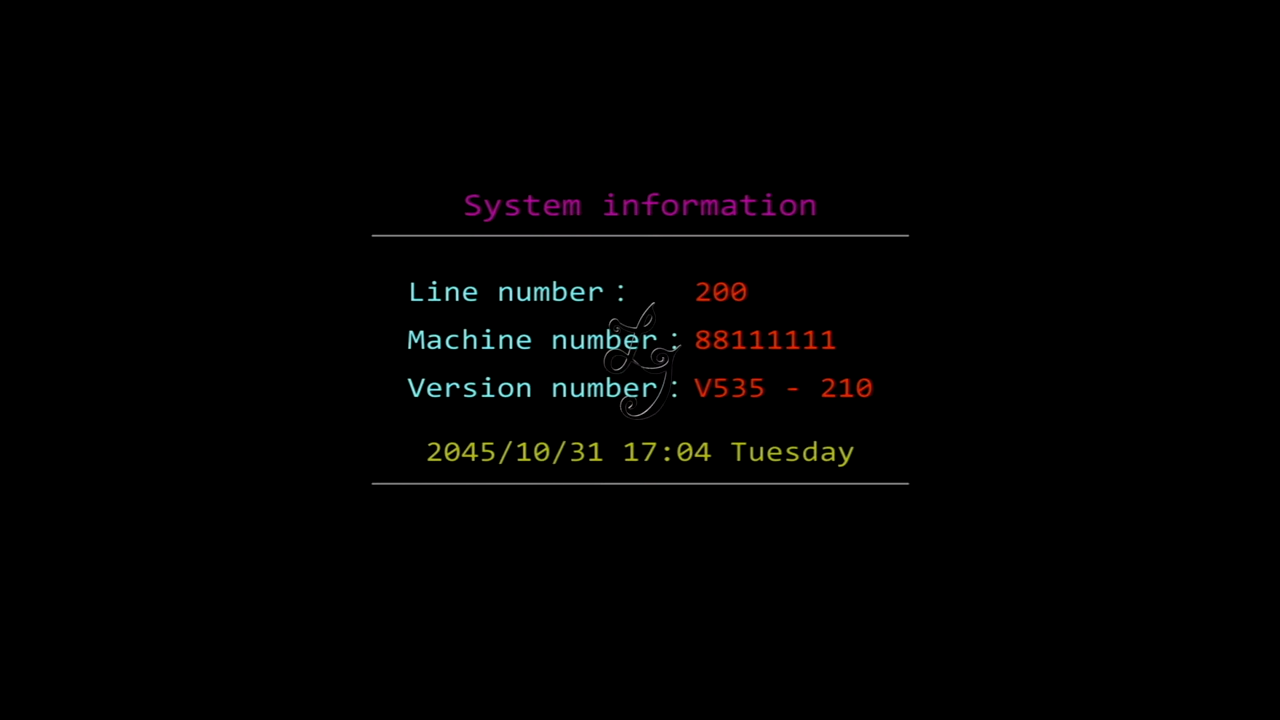 System information
Line number : 200
Machine number : 88111111
Version number : V535 - 210
2045/10/31 17:04 Tuesday